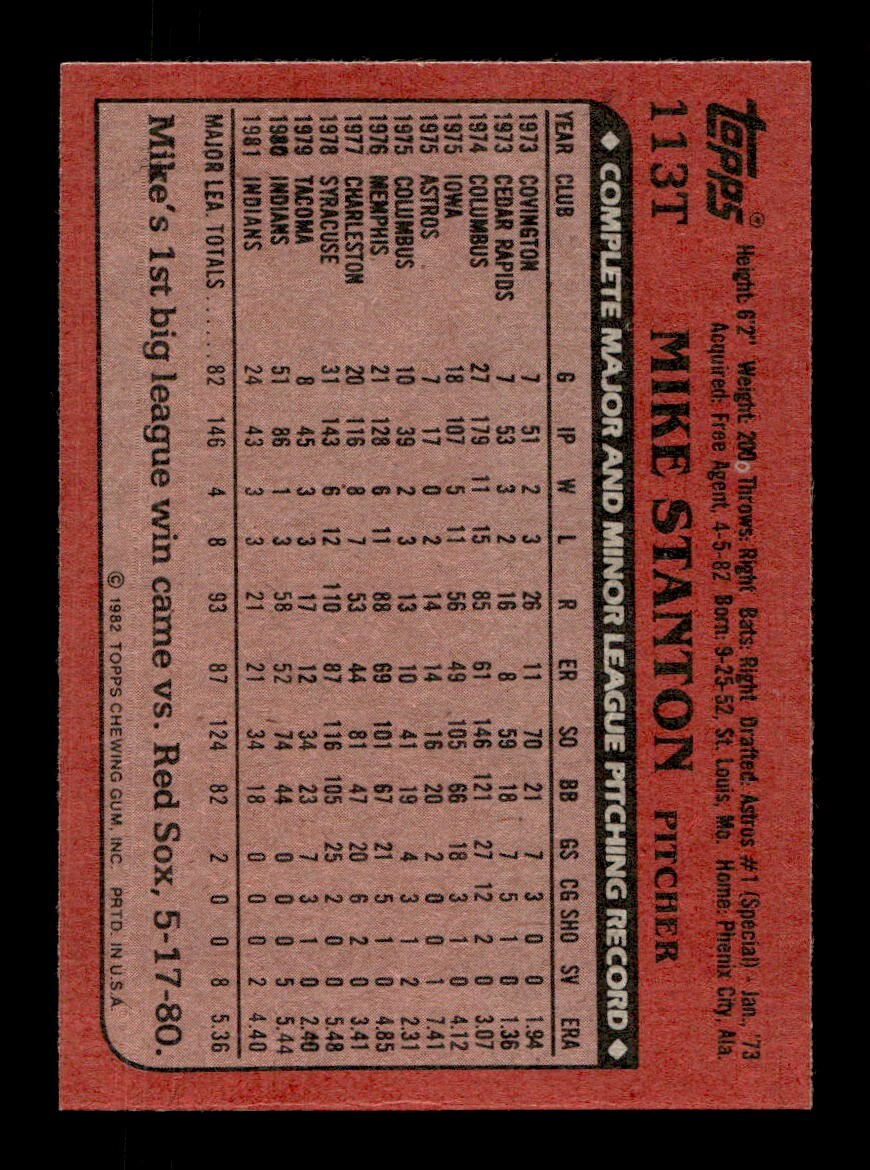 Topps® Height: 6'2" Weight: 200 Throws: Right Bats: Right Drafted: Astros #1 (Special) - Jan., '73
Acquired: Free Agent, 4-5-82 Born: 9-25-52, St. Louis, Mo. Home: Phenix City, Ala.
113T MIKE STANTON PITCHER
◆ COMPLETE MAJOR AND MINOR LEAGUE PITCHING RECORD ◆
YEAR CLUB G IP W L R ER SO BB GS CG SHO SV ERA
1973 COVINGTON 7 51 2 3 26 11 70 21 7 3 0 0 1.94
1973 CEDAR RAPIDS 7 53 3 2 16 8 59 18 7 5 1 0 1.36
1974 COLUMBUS 27 179 11 15 85 61 146 121 27 12 2 0 3.07
1975 IOWA 18 107 5 11 56 49 105 66 18 3 1 0 4.12
1975 ASTROS 7 17 0 2 14 14 16 20 2 0 0 1 7.41
1975 COLUMBUS 10 39 2 3 13 10 41 19 4 3 1 2 2.31
1976 MEMPHIS 21 128 6 11 88 69 101 67 21 5 1 0 4.85
1977 CHARLESTON 20 116 8 7 53 44 81 47 20 6 2 0 3.41
1978 SYRACUSE 31 143 6 12 110 87 116 105 25 2 0 0 5.48
1979 TACOMA 8 45 3 3 17 12 34 23 7 3 1 0 2.40
1980 INDIANS 51 86 1 3 58 52 74 44 0 0 0 5 5.44
1981 INDIANS 24 43 3 3 21 21 34 18 0 0 0 2 4.40
MAJOR LEA. TOTALS...... 82 146 4 8 93 87 124 82 2 0 0 8 5.36
Mike's 1st big league win came vs. Red Sox, 5-17-80.
© 1982 TOPPS CHEWING GUM, INC. PRTD. IN U.S.A.